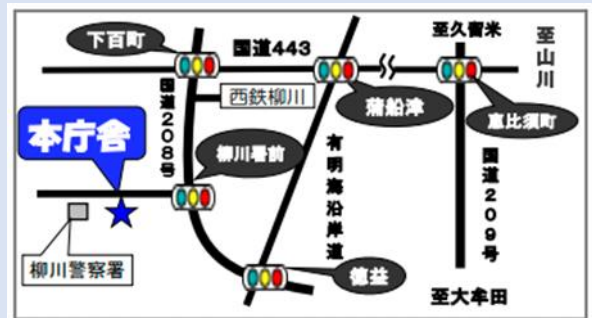 下百町
国道443
至久留米
至山川
西鉄柳川
国道208号
蒲船津
恵比須町
本庁舎
柳川署前
有明海沿岸道
国道209号
柳川警察署
徳益
至大牟田